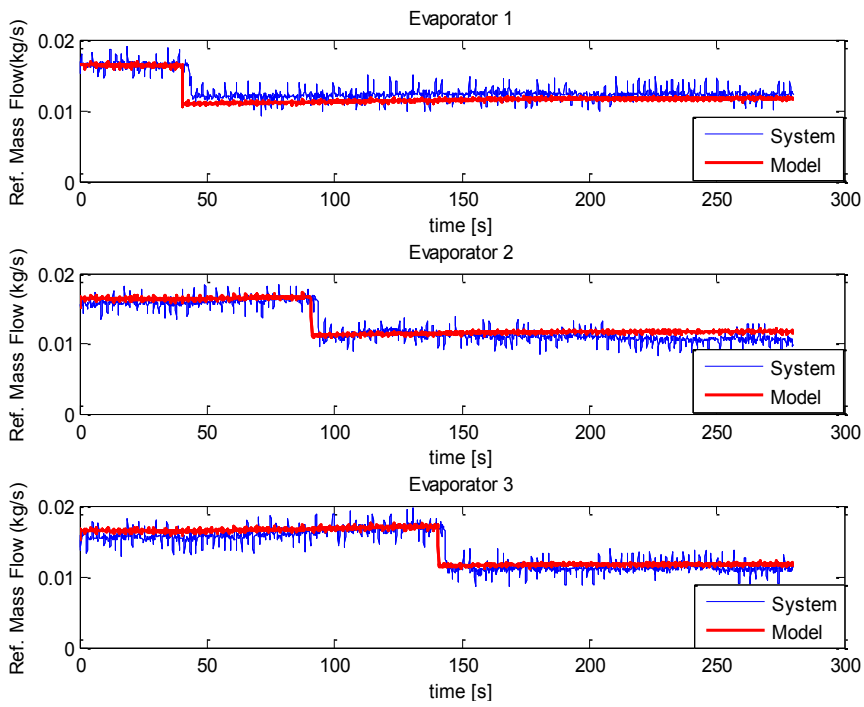 Evaporator 1
Ref. Mass Flow(kg/s)
0.02
0.01
0
0 50 100 150 200 250 300
time [s]
System
Model
Evaporator 2
Ref. Mass Flow (kg/s)
0.02
0.01
0
0 50 100 150 200 250 300
time [s]
System
Model
Evaporator 3
Ref. Mass Flow (kg/s)
0.02
0.01
0
0 50 100 150 200 250 300
time [s]
System
Model